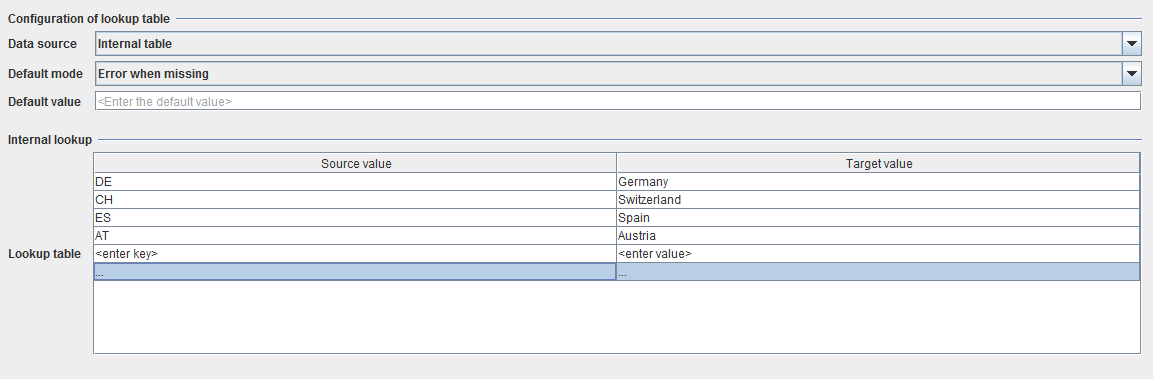 Configuration of lookup table
Data source Internal table
Default mode Error when missing
Default value <Enter the default value>
Internal lookup
Source value Target value
DE Germany
CH Switzerland
ES Spain
AT Austria
Lookup table <enter key> <enter value>
... ...